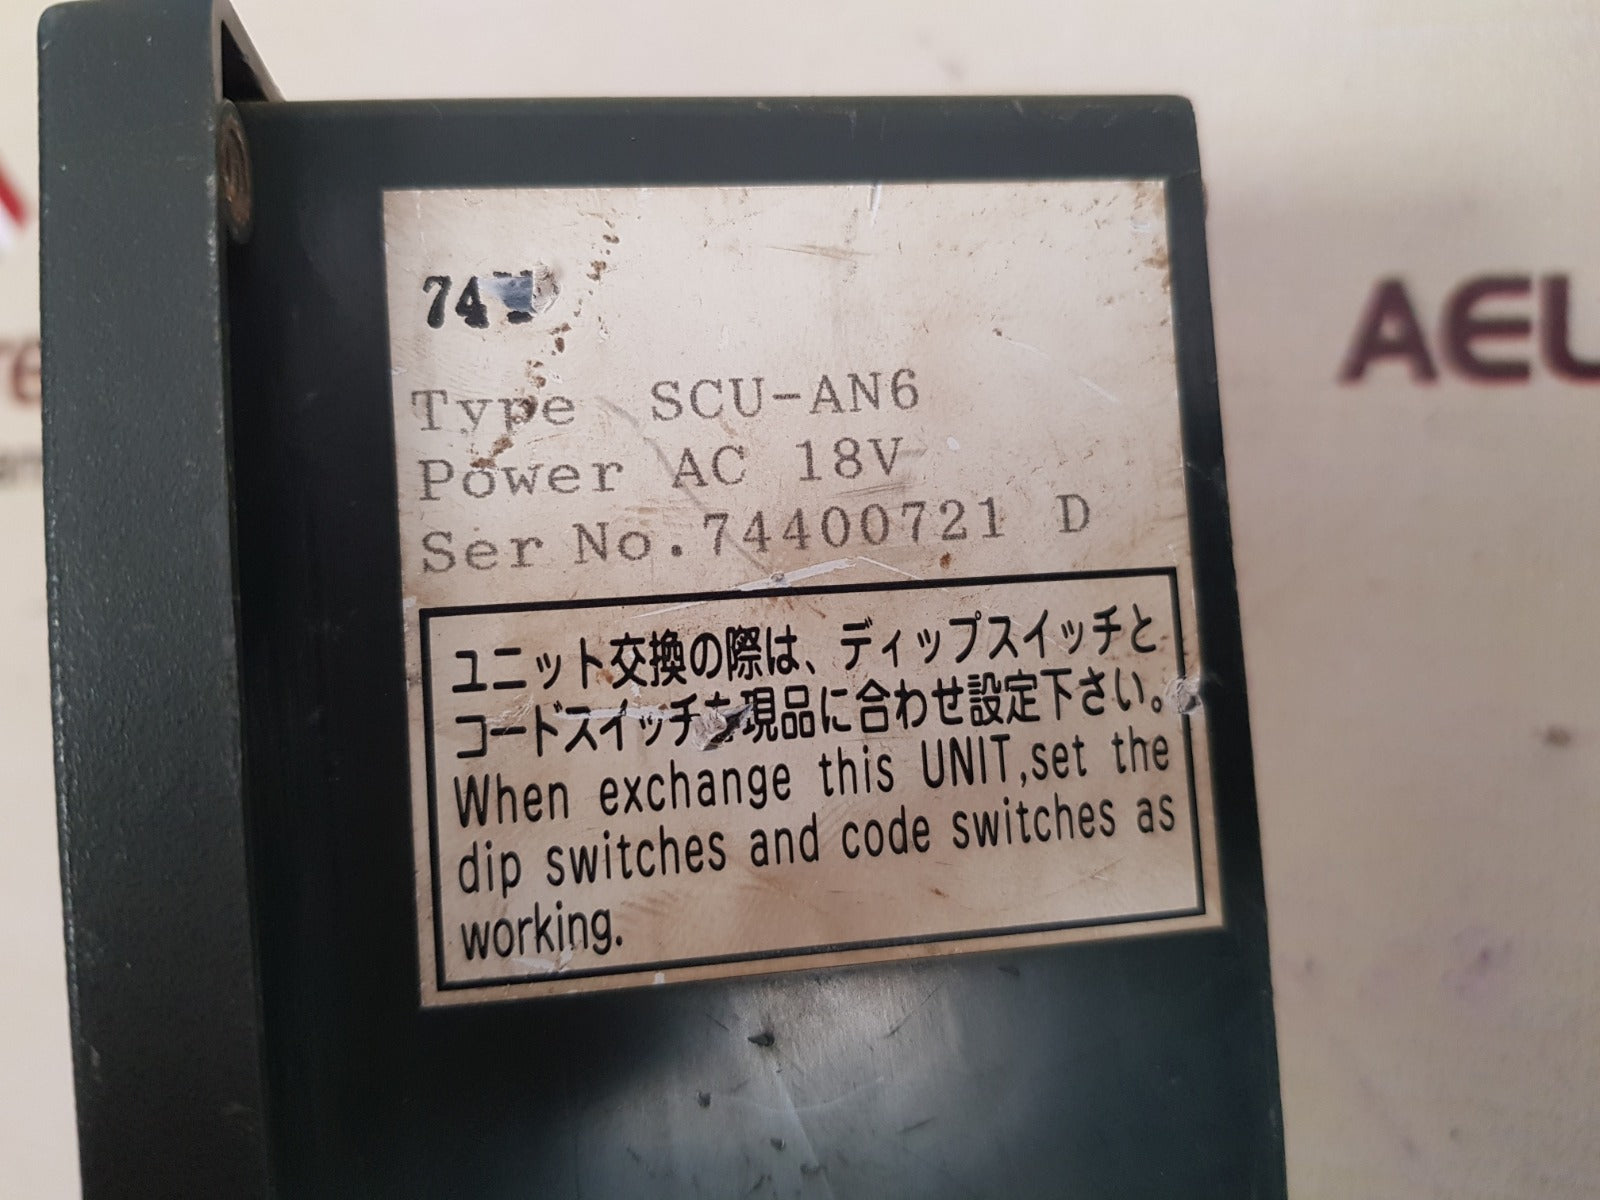 74
Type SCU-AN6
Power AC 18V
Ser No.74400721 D
ユニット交換の際は、ディップスイッチと
コードスイッチを現品に合わせ設定下さい。
When exchange this UNIT,set the
dip switches and code switches as
working.
AEL